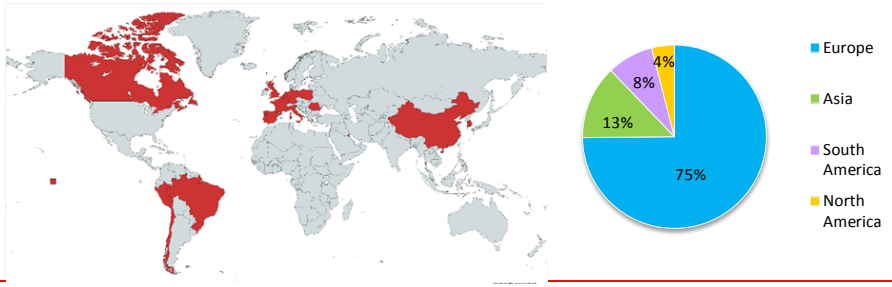 4%
8%
13%
75%
Europe
Asia
South
America
North
America